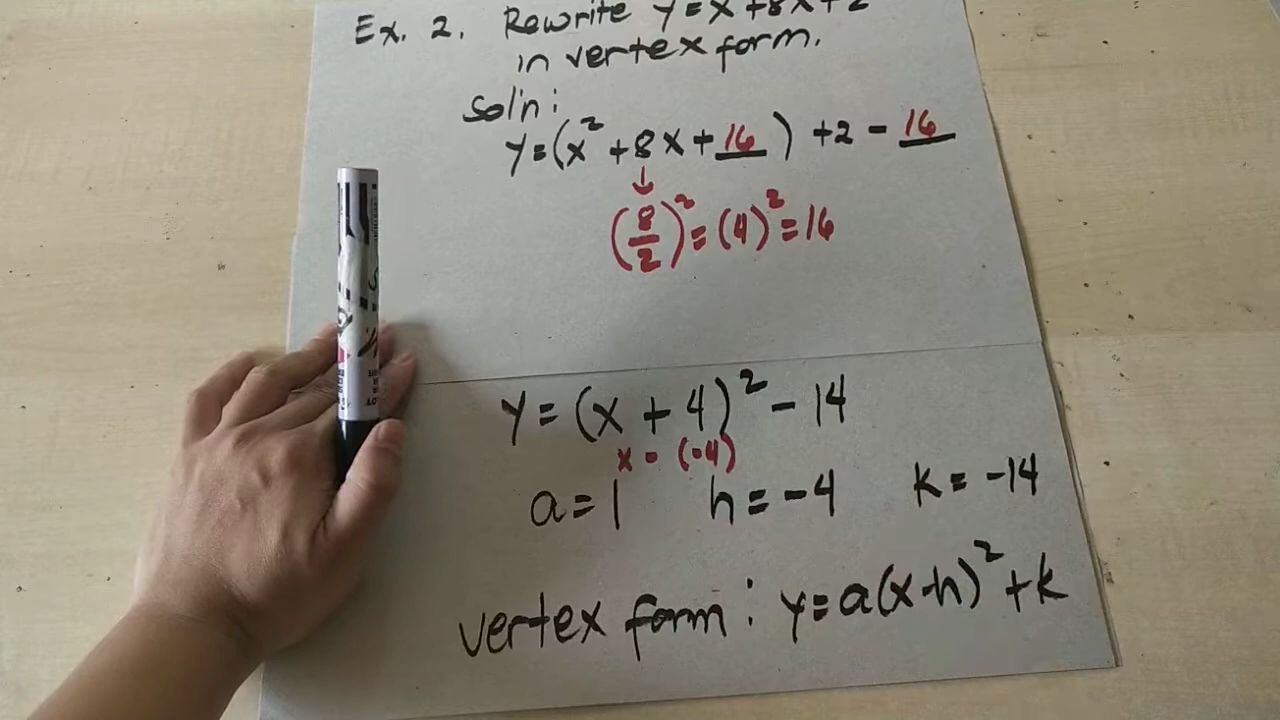 Ex. 2. Rewrite y = x + 8x + 2
in vertex form.
Sol'n:
y = (x² + 8x + 16) + 2 - 16
↓
(8/2)² = (4)² = 16
y = (x + 4)² - 14
x - (-4)
a = 1 h = -4 k = -14
vertex form: y = a(x-h)² + k